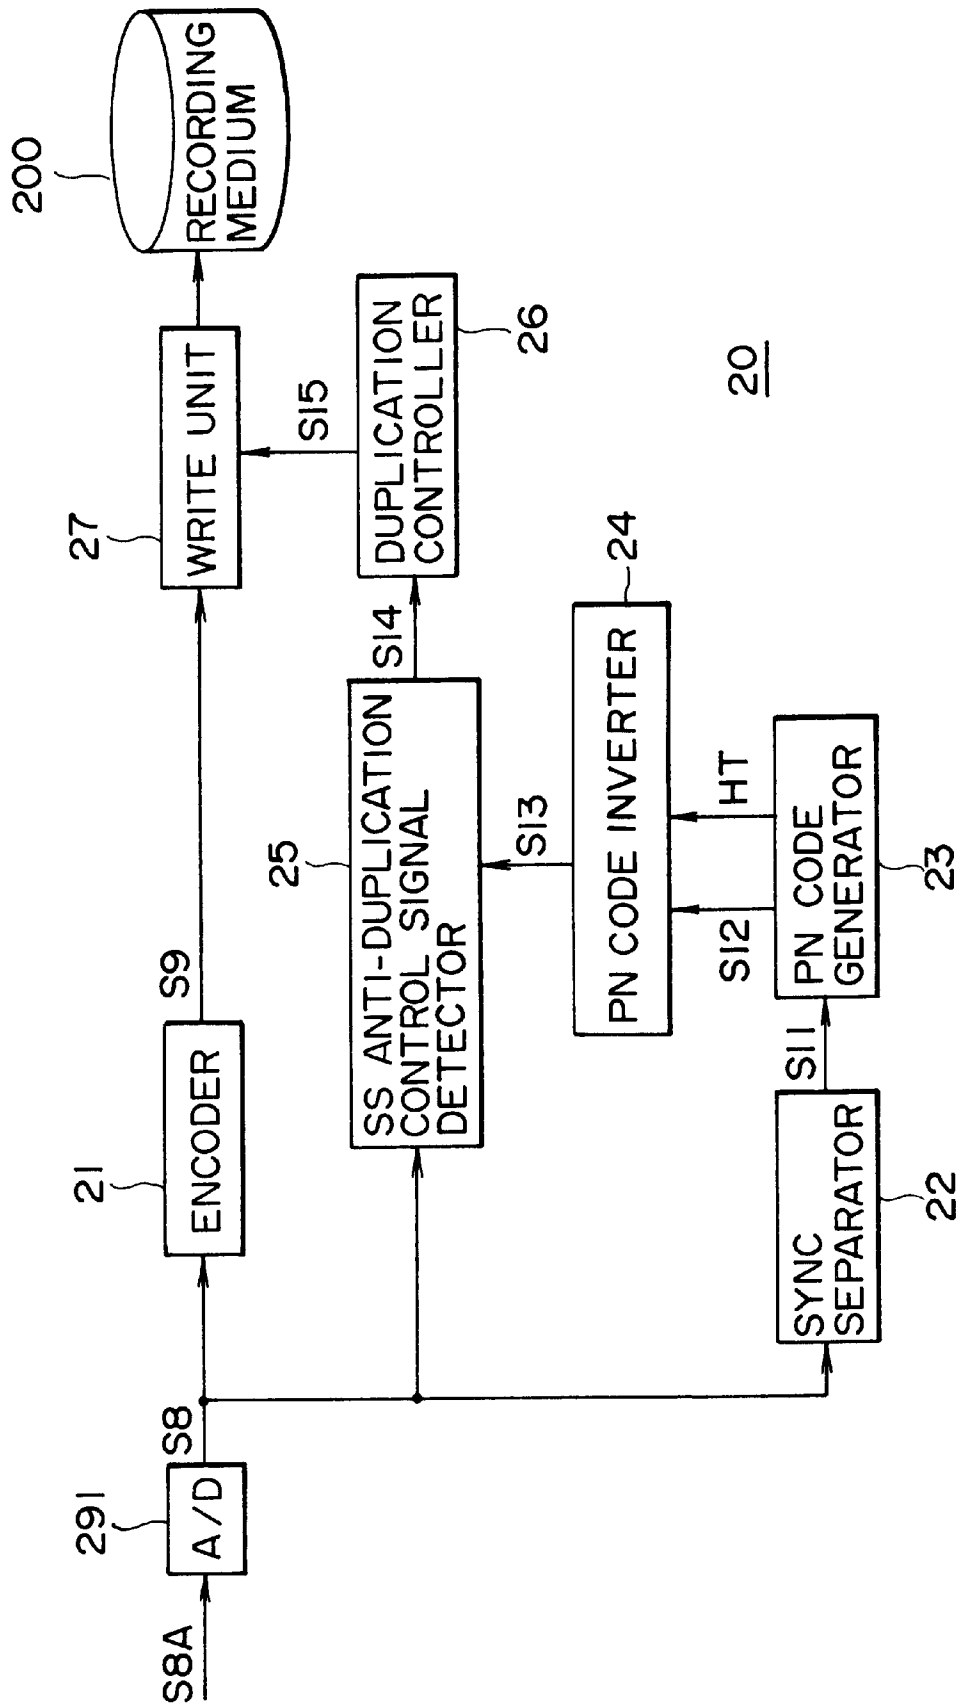 S8A
291
A/D
S8
21
ENCODER
S9
27
WRITE UNIT
200
RECORDING
MEDIUM
25
SS ANTI-DUPLICATION
CONTROL SIGNAL
DETECTOR
S14
DUPLICATION
CONTROLLER
26
S15
S13
PN CODE INVERTER
24
S12
HT
SYNC
SEPARATOR
22
S11
PN CODE
GENERATOR
23
20